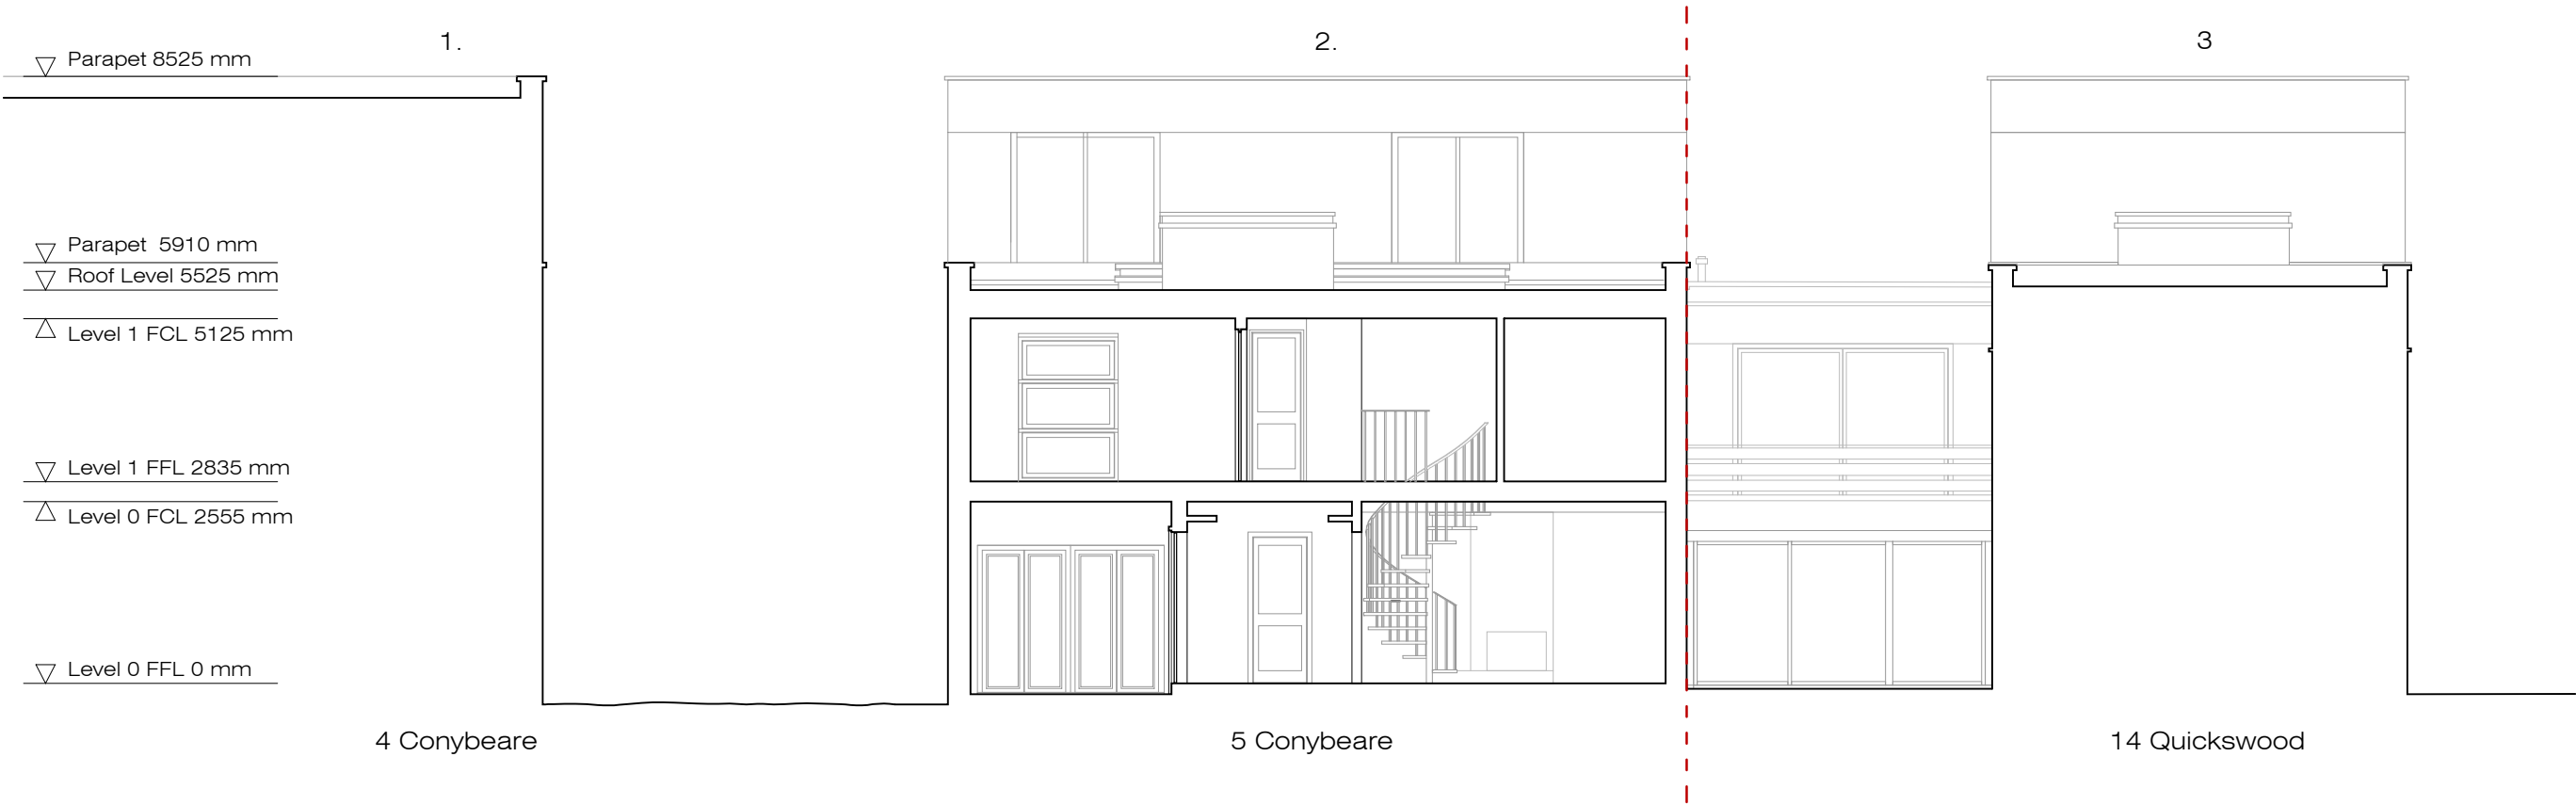 1.
2.
3
Parapet 8525 mm
Parapet  5910 mm
Roof Level 5525 mm
Level 1 FCL 5125 mm
Level 1 FFL 2835 mm
Level 0 FCL 2555 mm
Level 0 FFL 0 mm
4 Conybeare
5 Conybeare
14 Quickswood